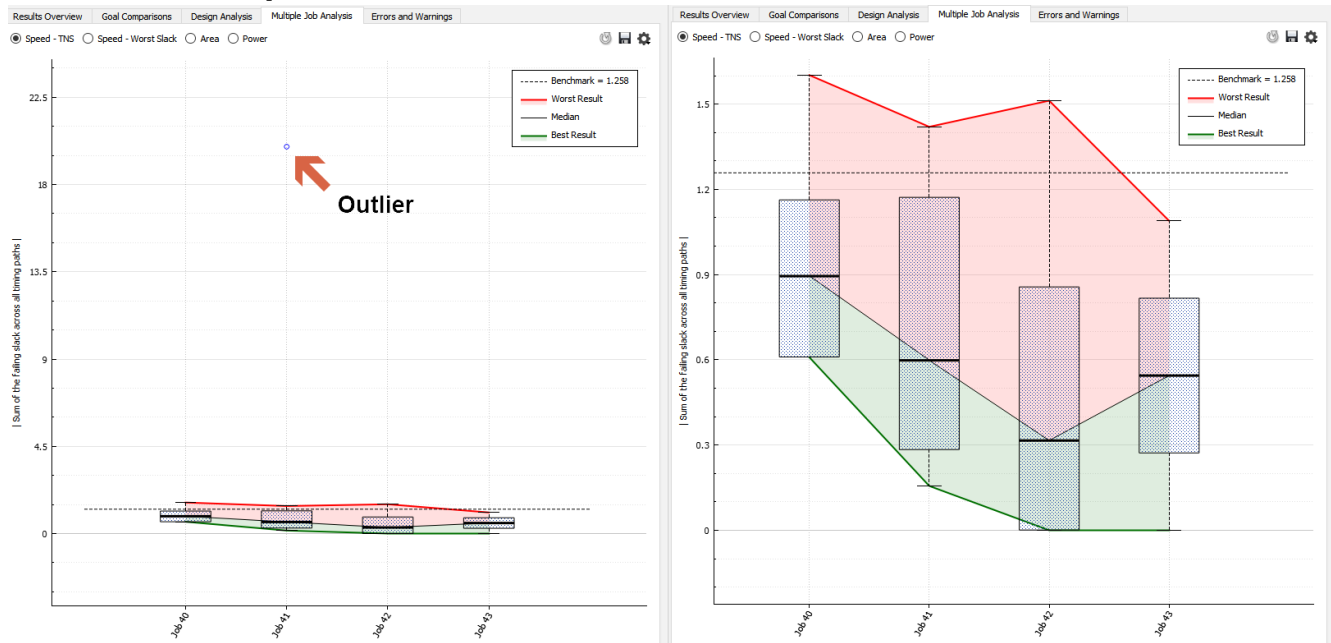 Results Overview Goal Comparisons Design Analysis Multiple Job Analysis Errors and Warnings
Speed - TNS Speed - Worst Slack Area Power
Benchmark = 1.258
Worst Result
Median
Best Result
22.5
18
13.5
9
4.5
0
| Sum of the failing slack across all timing paths |
Outlier
Job 40
Job 41
Job 42
Job 43
Results Overview Goal Comparisons Design Analysis Multiple Job Analysis Errors and Warnings
Speed - TNS Speed - Worst Slack Area Power
Benchmark = 1.258
Worst Result
Median
Best Result
1.5
1.2
0.9
0.6
0.3
0
| Sum of the failing slack across all timing paths |
Job 40
Job 41
Job 42
Job 43